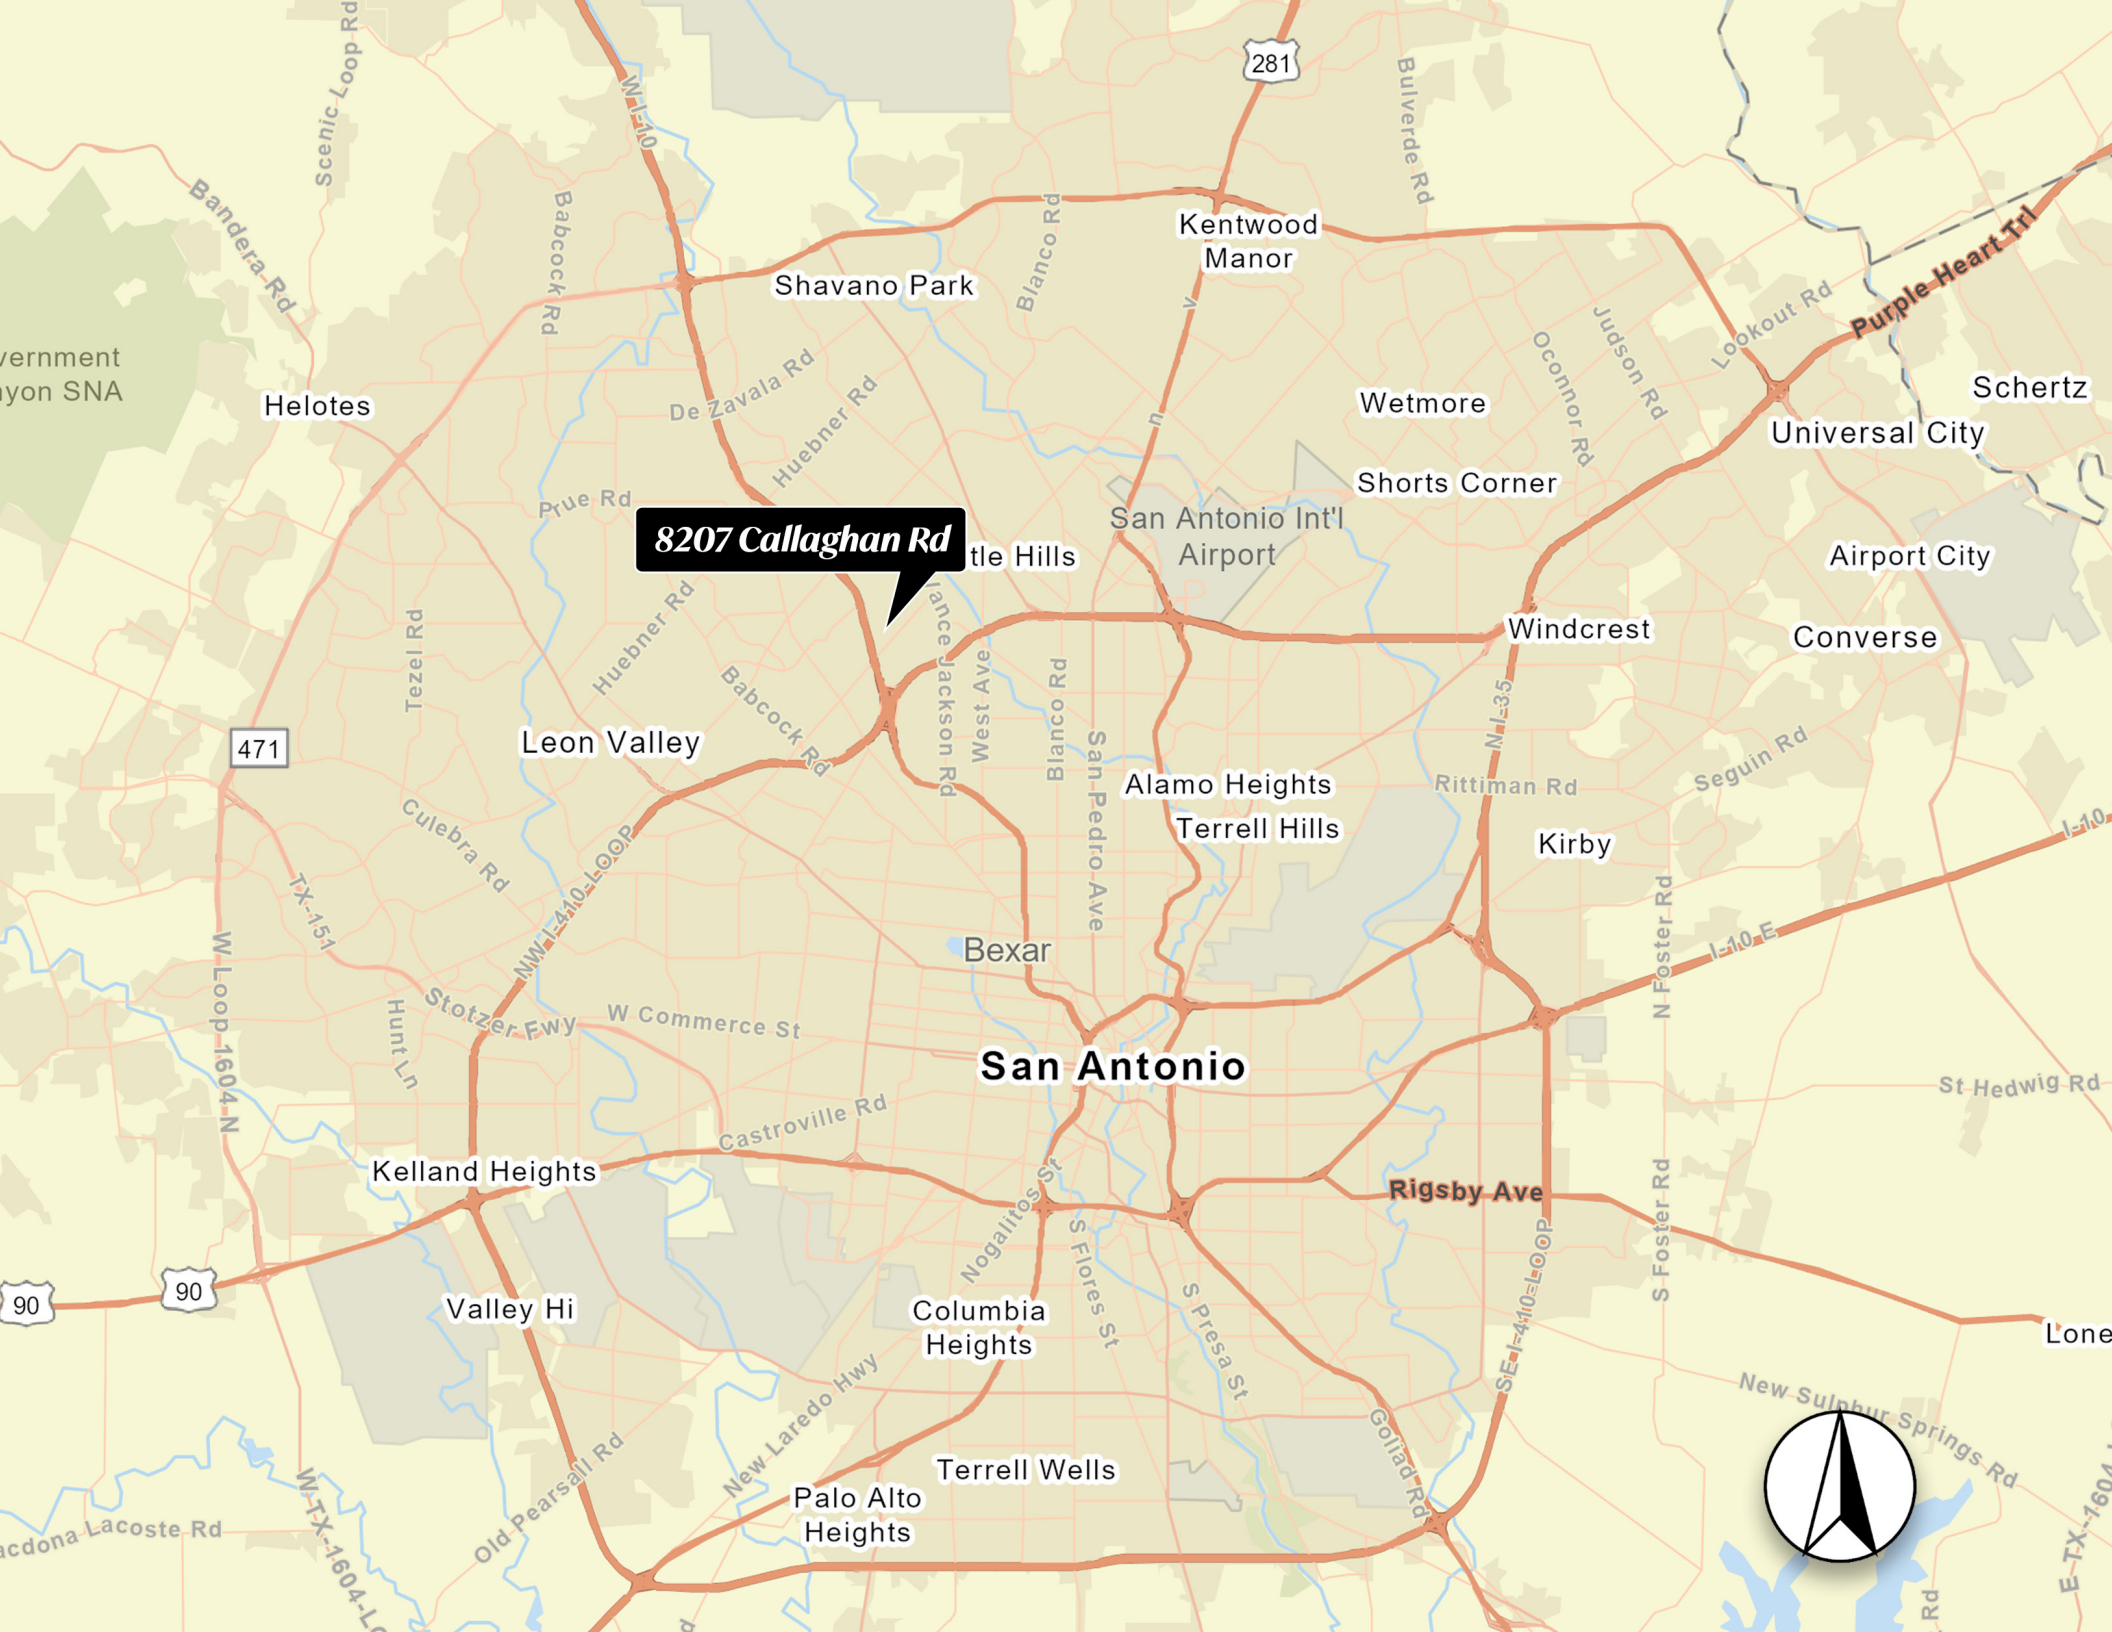 281
Scenic Loop Rd
W I-10
Bulverde Rd
Bandera Rd
Babcock Rd
Blanco Rd
Kentwood
Manor
Purple Heart Trl
Shavano Park
Lookout Rd
Judson Rd
Oconnor Rd
vernment
nyon SNA
Helotes
De Zavala Rd
Huebner Rd
N
Wetmore
Schertz
Universal City
Shorts Corner
Prue Rd
8207 Callaghan Rd
tle Hills
San Antonio Int'l
Airport
Airport City
Tezel Rd
Huebner Rd
Babcock Rd
Vance Jackson Rd
West Ave
Blanco Rd
San Pedro Ave
Windcrest
Converse
N I-35
471
Leon Valley
Alamo Heights
Rittiman Rd
Seguin Rd
Culebra Rd
Terrell Hills
Kirby
I-10
TX-151
NW I-410-LOOP
N Foster Rd
I-10 E
W Loop 1604 N
Bexar
Hunt Ln
Stotzer Fwy
W Commerce St
San Antonio
St Hedwig Rd
Castroville Rd
Kelland Heights
Rigsby Ave
Nogalitos St
S Flores St
S Foster Rd
90
90
Valley Hi
Columbia
Heights
S Presa St
SE I-410-LOOP
Lone
New Laredo Hwy
Goliad Rd
New Sulphur Springs Rd
Old Pearsall Rd
Terrell Wells
Palo Alto
Heights
acdona Lacoste Rd
W TX-1604-LO
E TX-1604-L
Rd
d